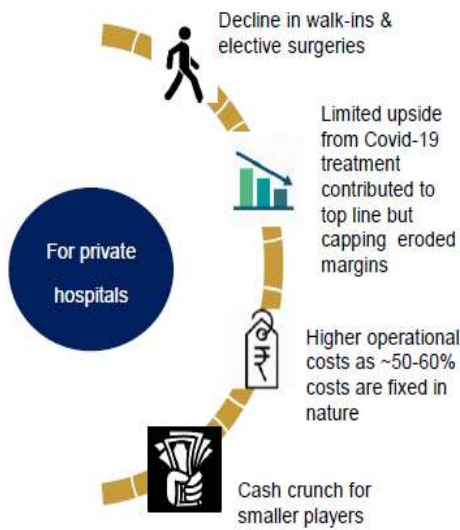 Decline in walk-ins &
elective surgeries
Limited upside
from Covid-19
treatment
contributed to
top line but
capping eroded
margins
For private
hospitals
₹
Higher operational
costs as ~50-60%
costs are fixed in
nature
Cash crunch for
smaller players